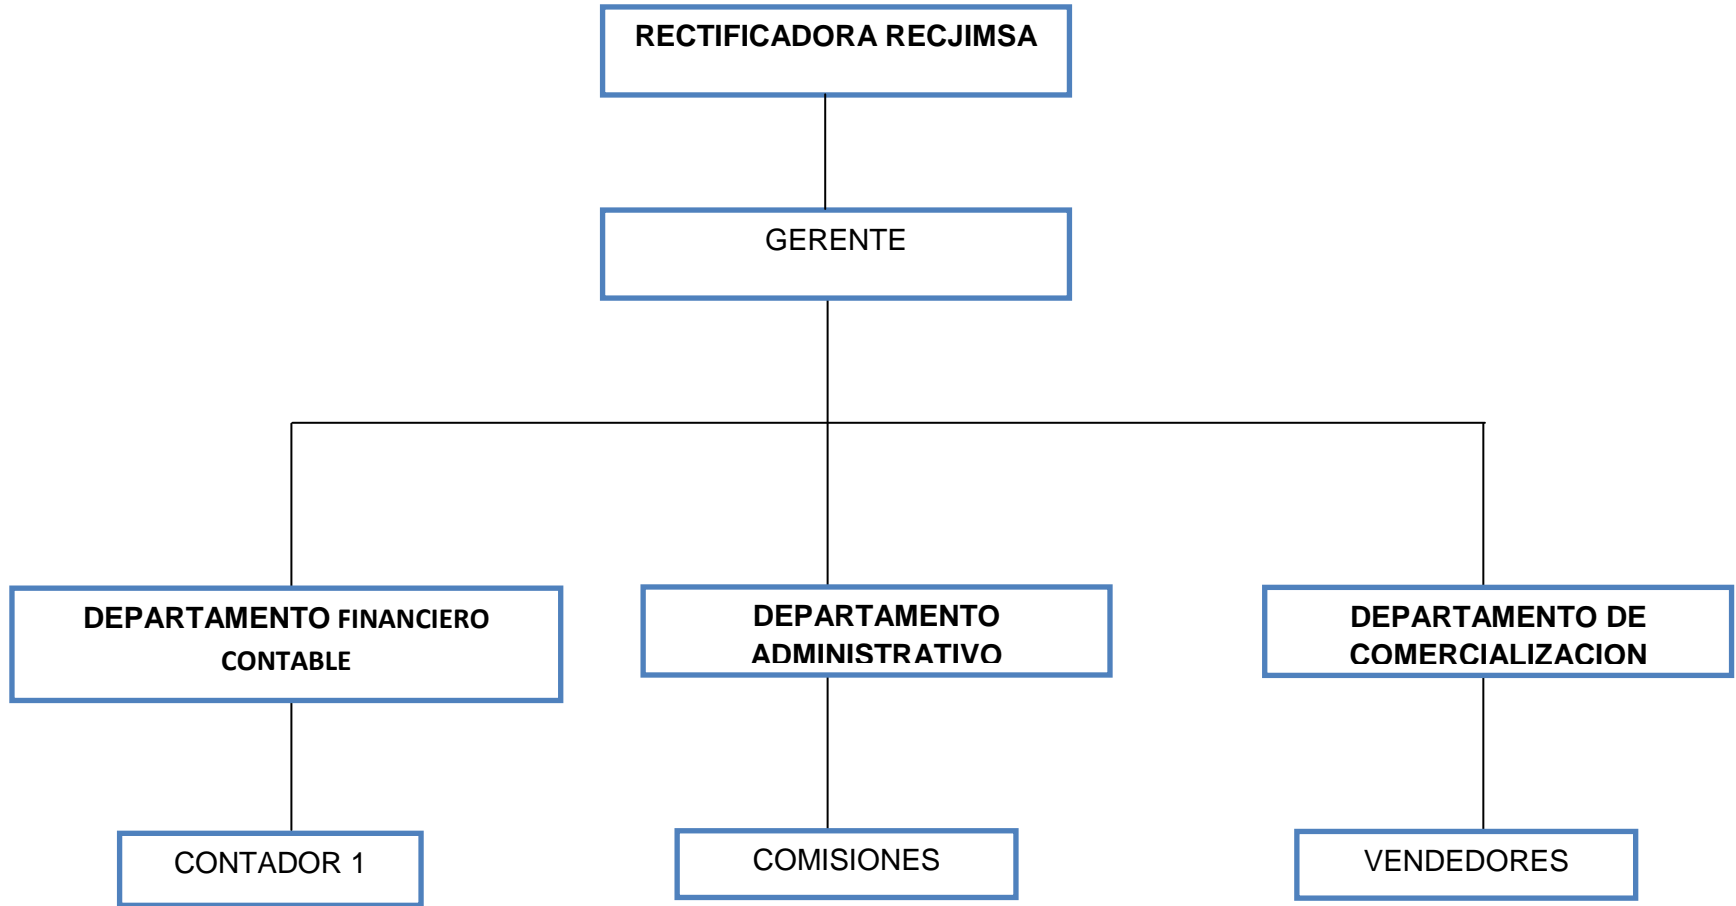 RECTIFICADORA RECJIMSA
GERENTE
DEPARTAMENTO FINANCIERO
CONTABLE
DEPARTAMENTO
ADMINISTRATIVO
DEPARTAMENTO DE
COMERCIALIZACION
CONTADOR 1
COMISIONES
VENDEDORES